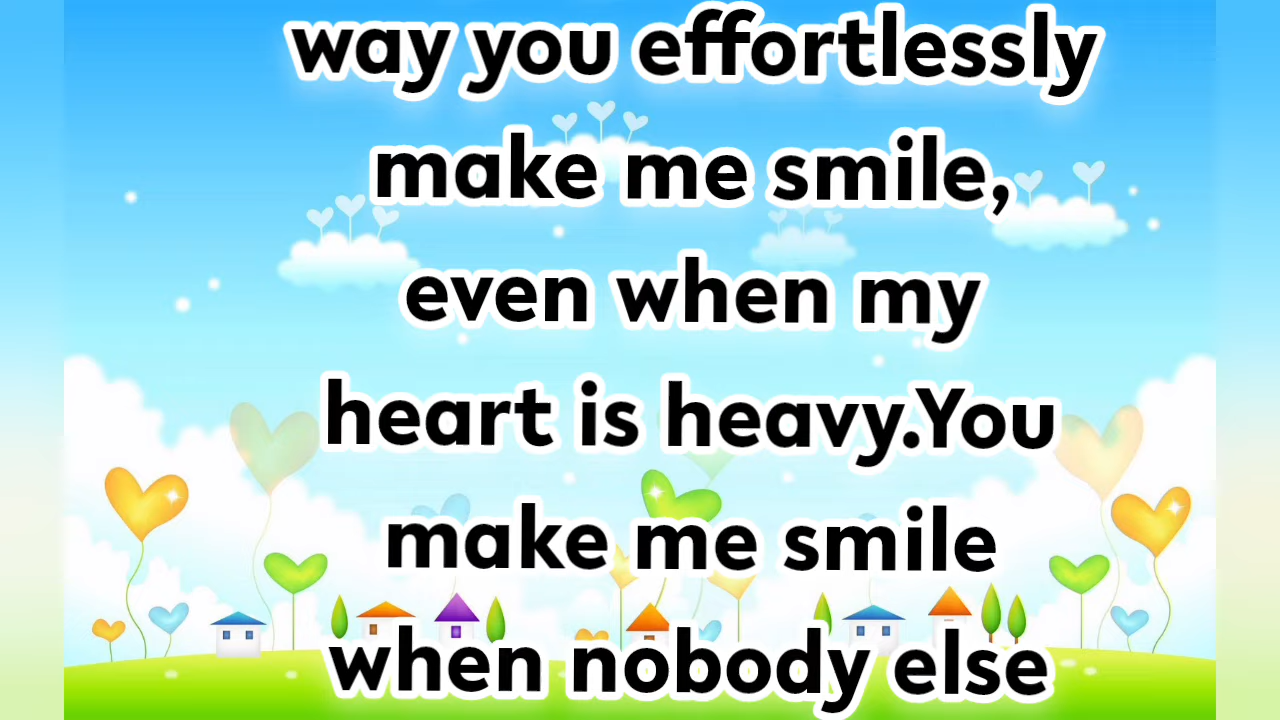 way you effortlessly
make me smile,
even when my
heart is heavy.You
make me smile
when nobody else